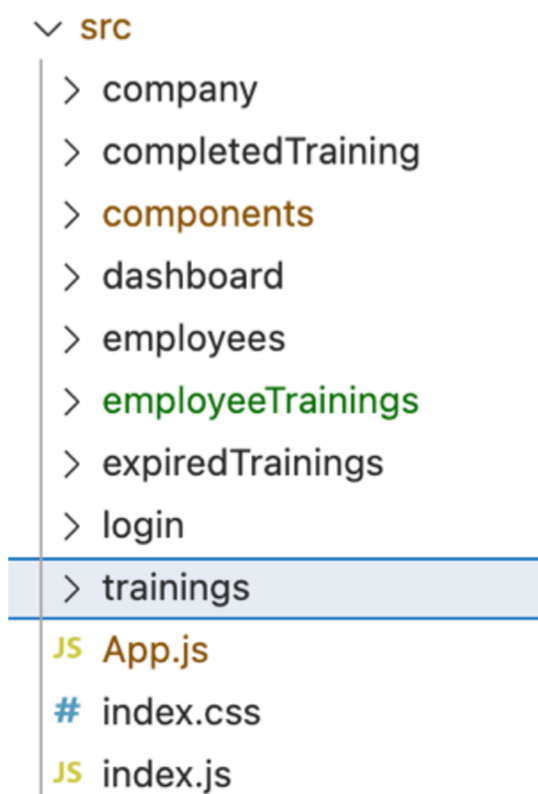 src
company
completedTraining
components
dashboard
employees
employeeTrainings
expiredTrainings
login
trainings
JS App.js
# index.css
JS index.js